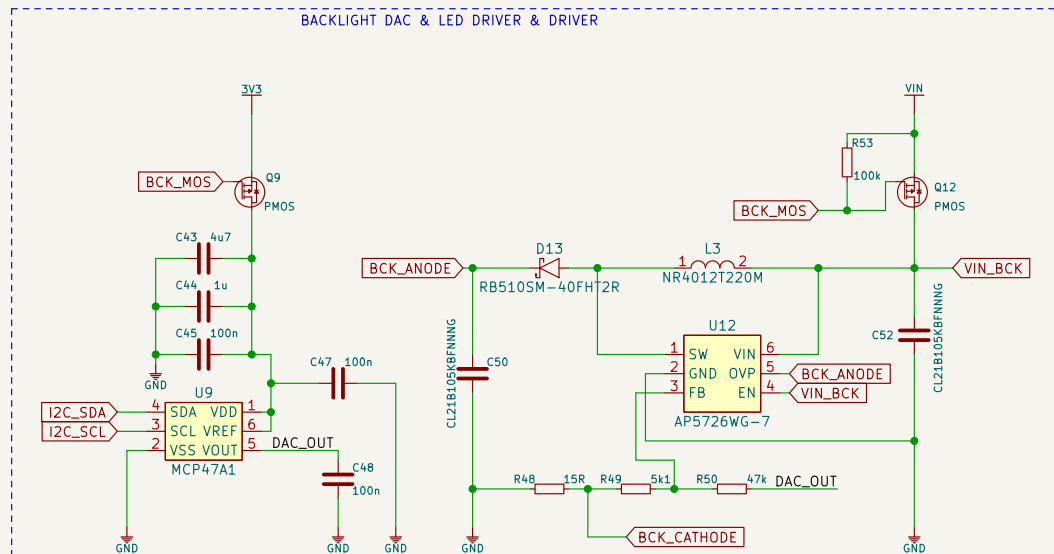 BACKLIGHT DAC & LED DRIVER & DRIVER
3V3
BCK_MOS
Q9
PMOS
C43 4u7
C44 1u
C45 100n
GND
C47 100n
U9
I2C_SDA
I2C_SCL
4 SDA VDD 1
3 SCL VREF 6
2 VSS VOUT 5
MCP47A1
DAC_OUT
C48
100n
GND
GND
GND
VIN
R53
100k
BCK_MOS
Q12
PMOS
BCK_ANODE
D13
RB510SM-40FHT2R
L3
1 2
NR4012T220M
VIN_BCK
CL21B105KBFNNNG
C50
U12
1 SW VIN 6
2 GND OVP 5
3 FB EN 4
AP5726WG-7
BCK_ANODE
VIN_BCK
C52
CL21B105KBFNNNG
R48 15R
R49 5k1
R50 47k
DAC_OUT
BCK_CATHODE
GND
GND